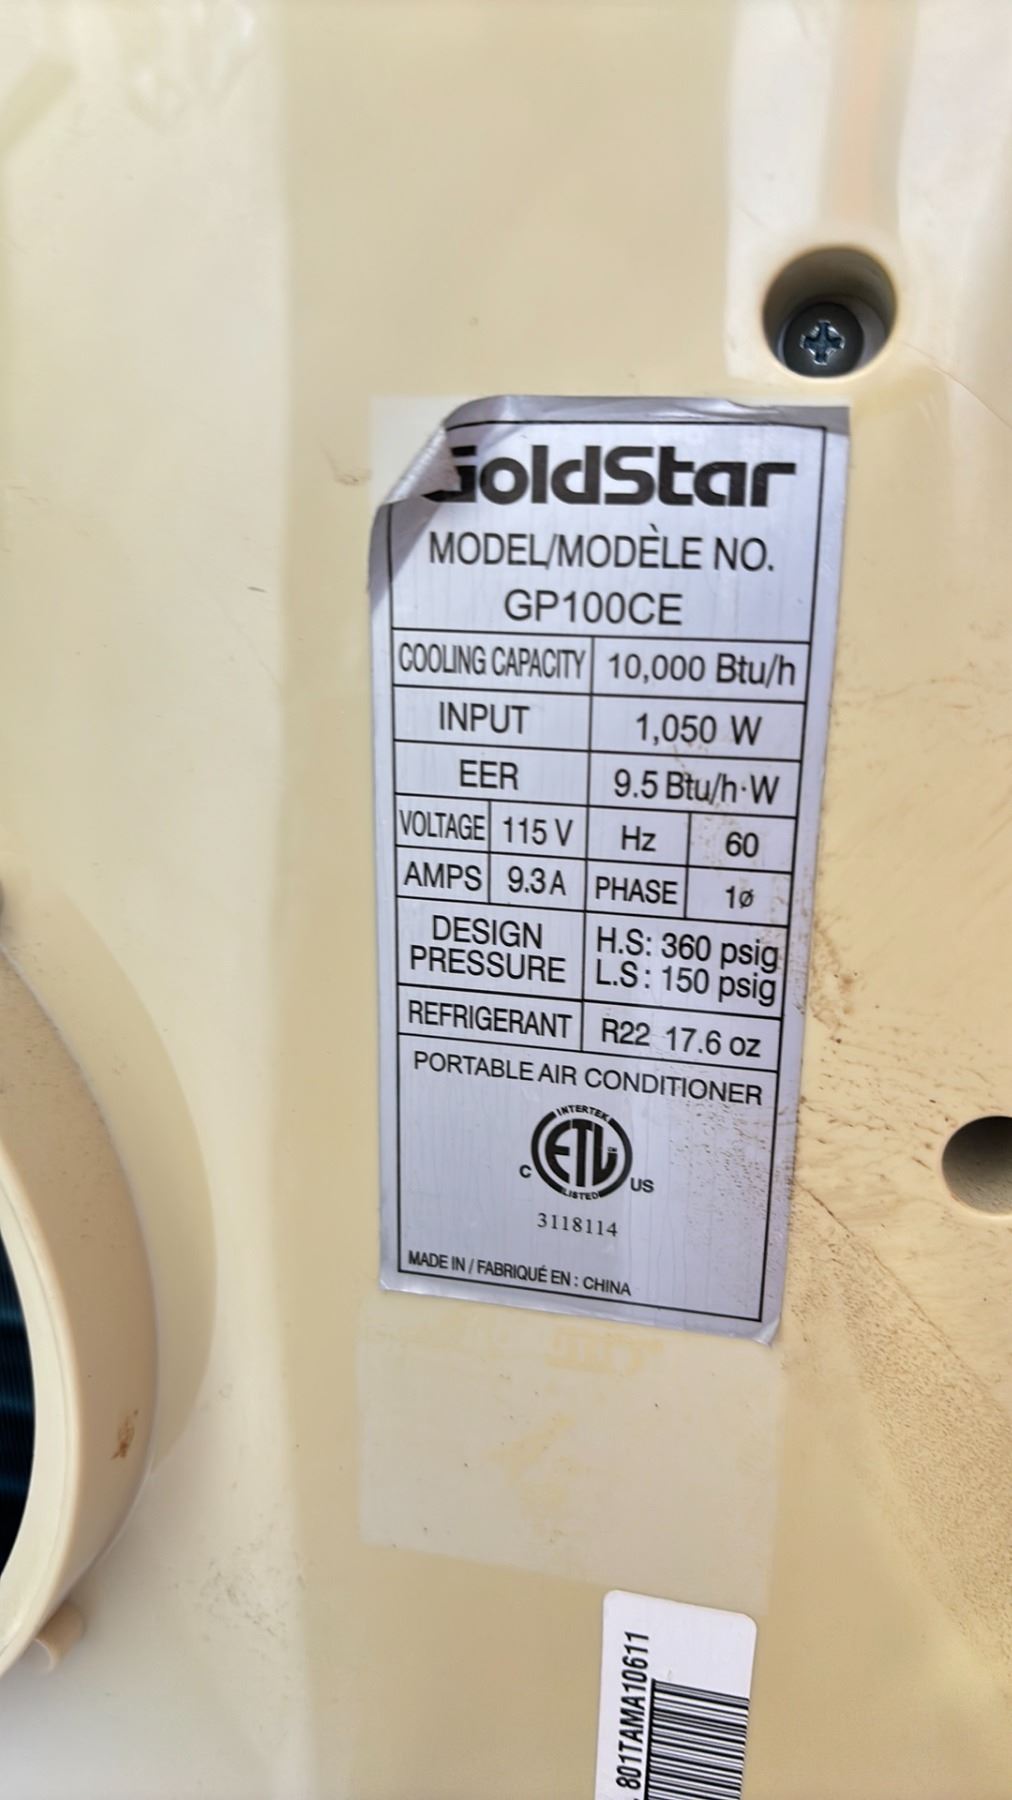 GoldStar
MODEL/MODÈLE NO.
GP100CE
COOLING CAPACITY 10,000 Btu/h
INPUT 1,050 W
EER 9.5 Btu/h·W
VOLTAGE 115 V Hz 60
AMPS 9.3 A PHASE 1ø
DESIGN PRESSURE H.S: 360 psig
L.S: 150 psig
REFRIGERANT R22 17.6 oz
PORTABLE AIR CONDITIONER
INTERTEK
ETL CM
C LISTED US
3118114
MADE IN / FABRIQUÉ EN : CHINA
801TAMA10611